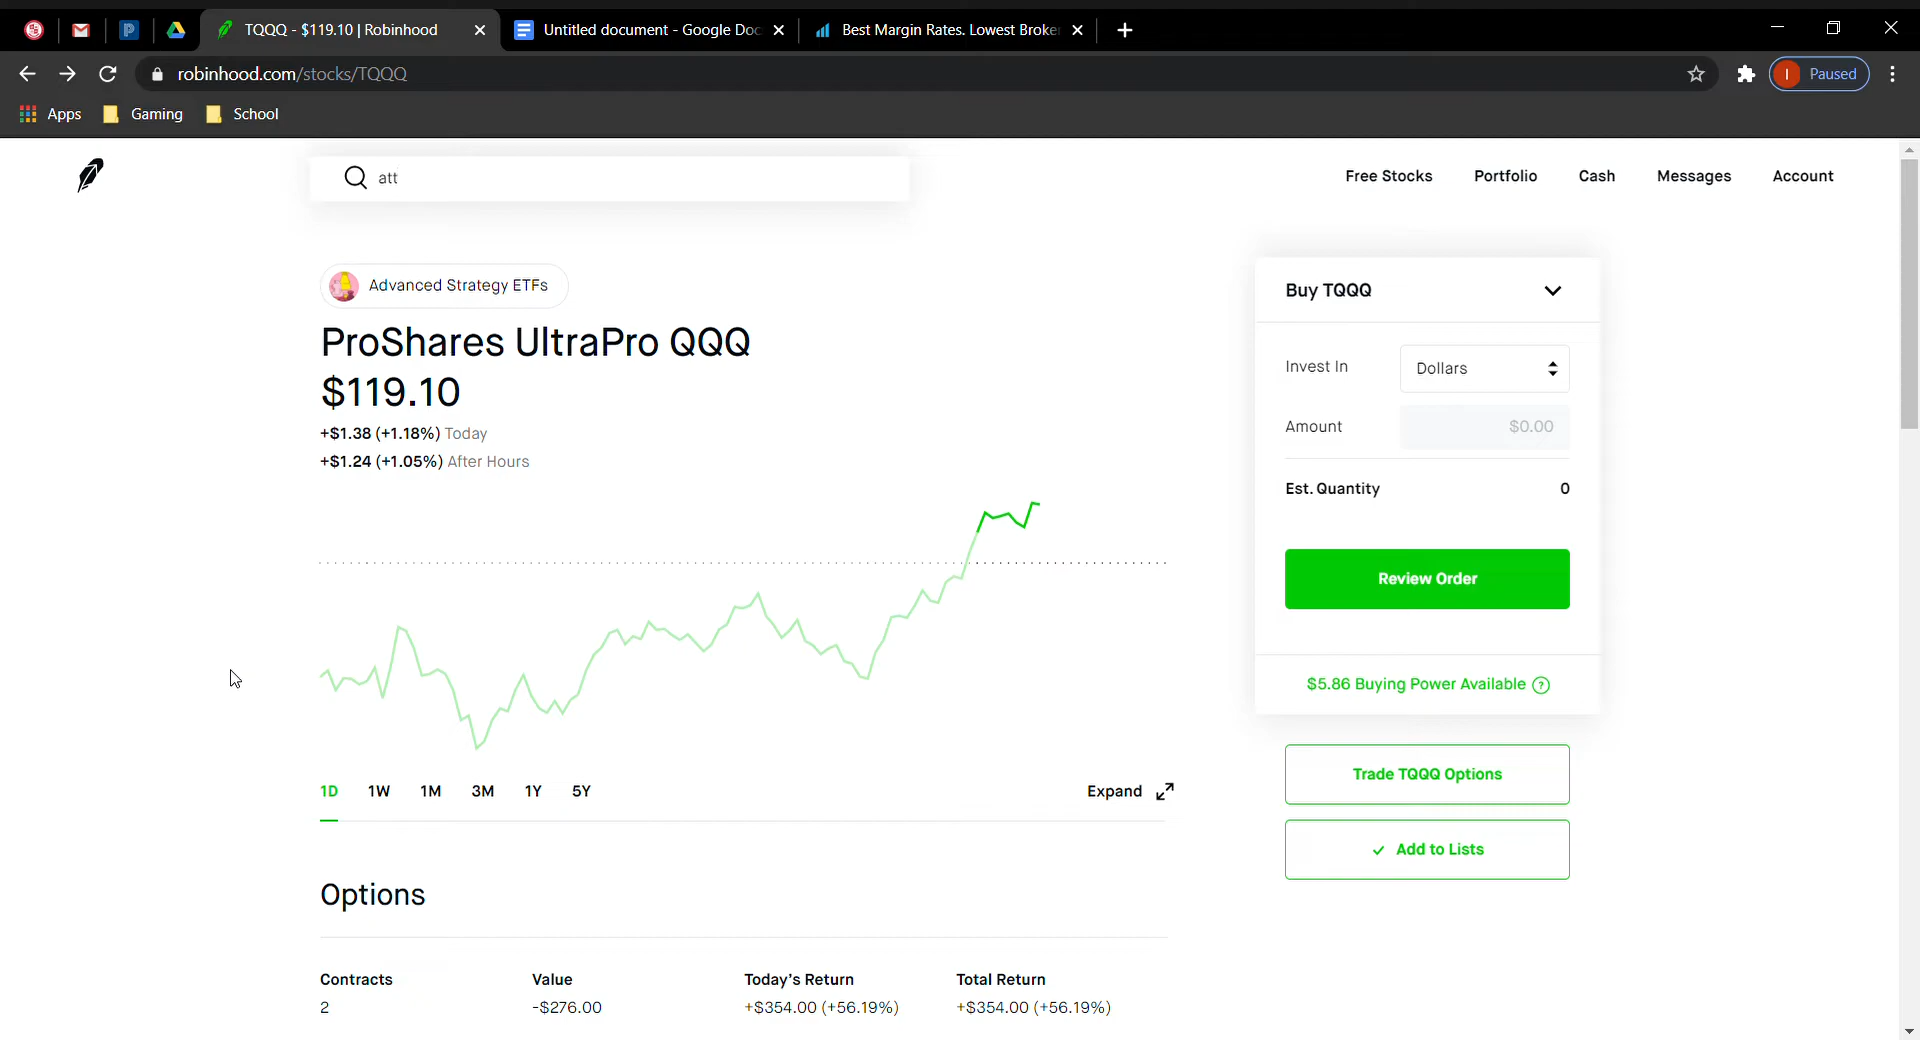 TQQQ - $119.10 | Robinhood
Untitled document - Google Doc
Best Margin Rates. Lowest Broke
robinhood.com/stocks/TQQQ
I Paused
Apps Gaming School
att
Free Stocks Portfolio Cash Messages Account
Advanced Strategy ETFs
ProShares UltraPro QQQ
$119.10
+$1.38 (+1.18%) Today
+$1.24 (+1.05%) After Hours
1D 1W 1M 3M 1Y 5Y Expand
Buy TQQQ
Invest In Dollars
Amount $0.00
Est. Quantity 0
Review Order
$5.86 Buying Power Available ?
Trade TQQQ Options
Add to Lists
Options
Contracts Value Today's Return Total Return
2 -$276.00 +$354.00 (+56.19%) +$354.00 (+56.19%)